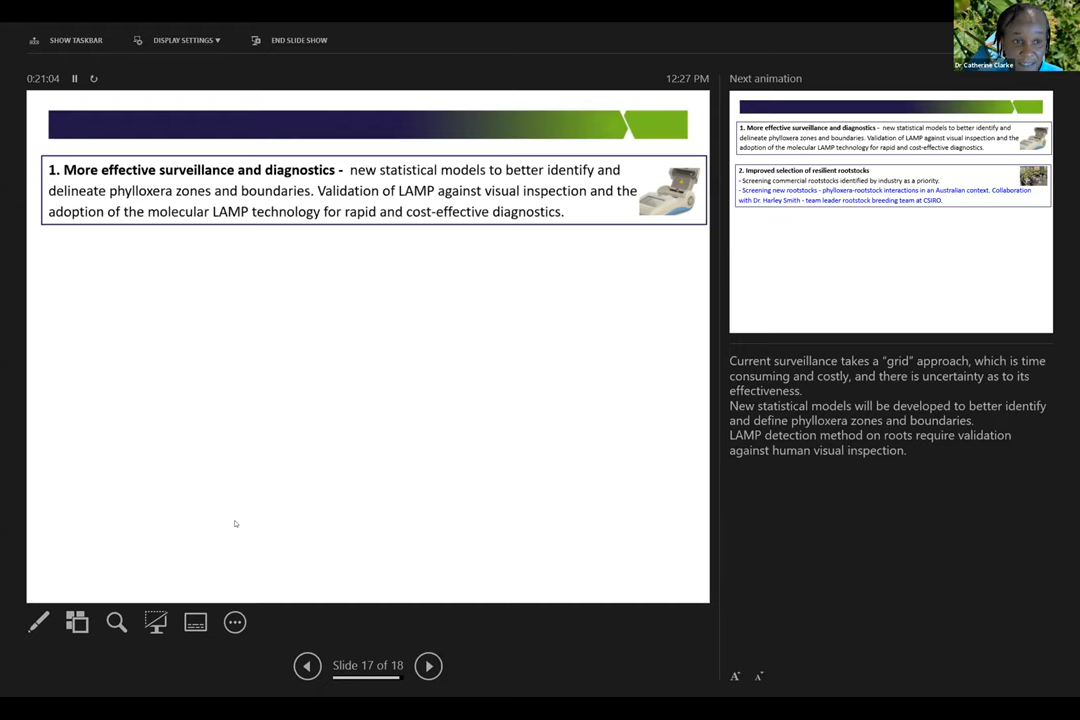 SHOW TASKBAR
DISPLAY SETTINGS ▾
END SLIDE SHOW
Dr Catherine Clarke
0:21:04
12:27 PM
1. More effective surveillance and diagnostics - new statistical models to better identify and
delineate phylloxera zones and boundaries. Validation of LAMP against visual inspection and the
adoption of the molecular LAMP technology for rapid and cost-effective diagnostics.
Slide 17 of 18
Next animation
1. More effective surveillance and diagnostics - new statistical models to better identify and
delineate phylloxera zones and boundaries. Validation of LAMP against visual inspection and the
adoption of the molecular LAMP technology for rapid and cost-effective diagnostics.
2. Improved selection of resilient rootstocks
- Screening commercial rootstocks identified by industry as a priority.
- Screening new rootstocks - phylloxera-rootstock interactions in an Australian context. Collaboration
with Dr. Harley Smith - team leader rootstock breeding team at CSIRO.
Current surveillance takes a “grid” approach, which is time
consuming and costly, and there is uncertainty as to its
effectiveness.
New statistical models will be developed to better identify
and define phylloxera zones and boundaries.
LAMP detection method on roots require validation
against human visual inspection.
A A